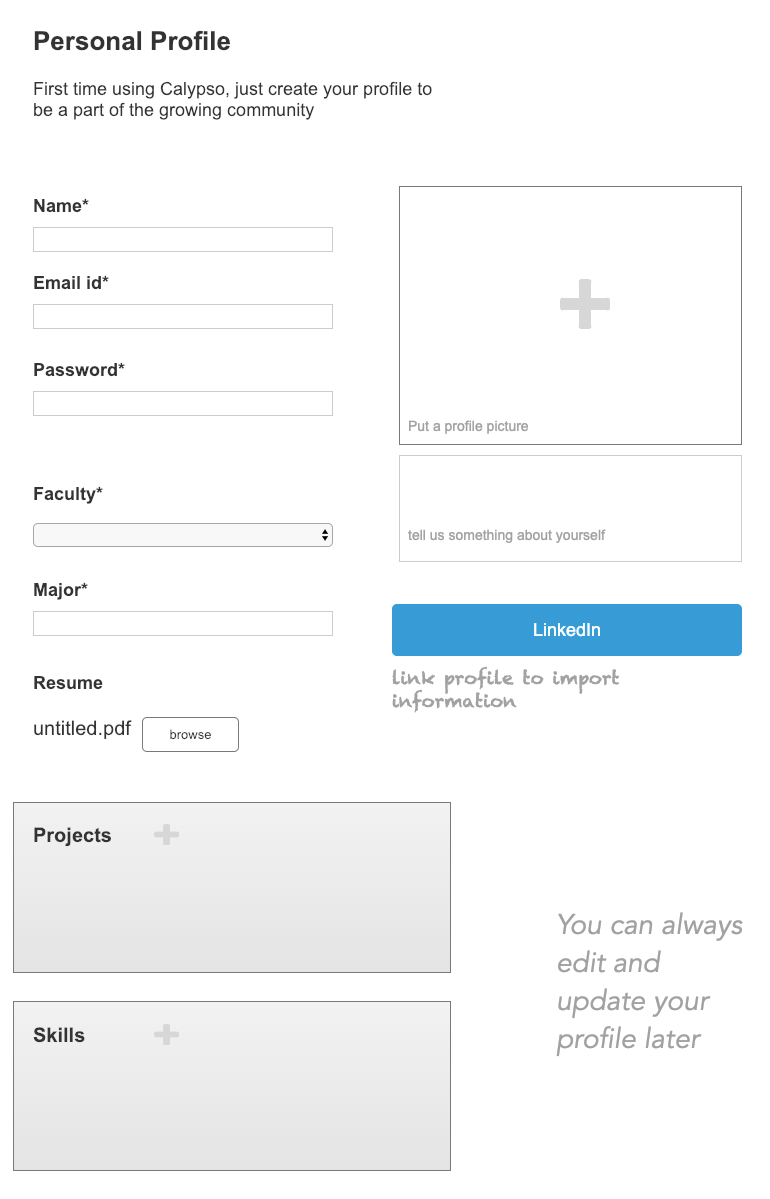 Personal Profile
First time using Calypso, just create your profile to
be a part of the growing community
Name*
Email id*
Password*
Faculty*
Major*
Resume
untitled.pdf browse
Put a profile picture
tell us something about yourself
LinkedIn
link profile to import
information
Projects
Skills
You can always
edit and
update your
profile later